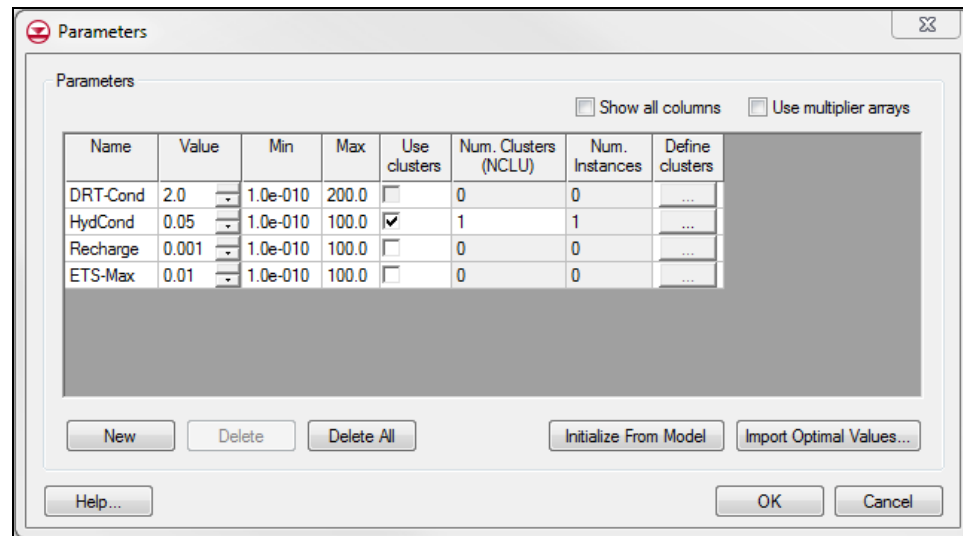 Parameters
Parameters
Show all columns Use multiplier arrays
Name Value Min Max Use clusters Num. Clusters (NCLU) Num. Instances Define clusters
DRT-Cond 2.0 1.0e-010 200.0 0 0 ...
HydCond 0.05 1.0e-010 100.0 1 1 ...
Recharge 0.001 1.0e-010 100.0 0 0 ...
ETS-Max 0.01 1.0e-010 100.0 0 0 ...
New Delete Delete All Initialize From Model Import Optimal Values...
Help... OK Cancel